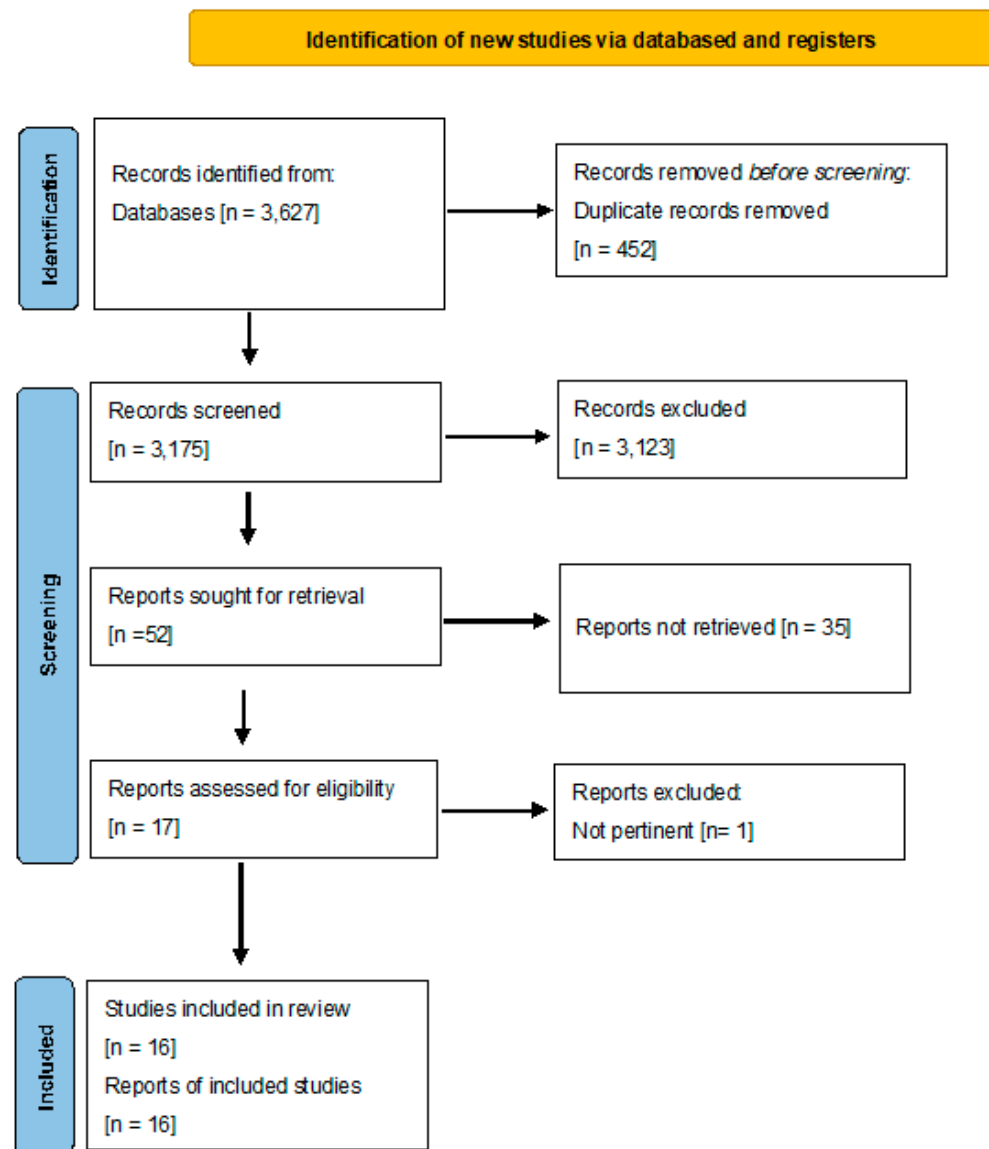 Identification of new studies via databased and registers
Identification
Records identified from:
Databases [n = 3,627]
Records removed before screening:
Duplicate records removed
[n = 452]
Screening
Records screened
[n = 3,175]
Records excluded
[n = 3,123]
Reports sought for retrieval
[n =52]
Reports not retrieved [n = 35]
Reports assessed for eligibility
[n = 17]
Reports excluded:
Not pertinent [n= 1]
Included
Studies included in review
[n = 16]
Reports of included studies
[n = 16]